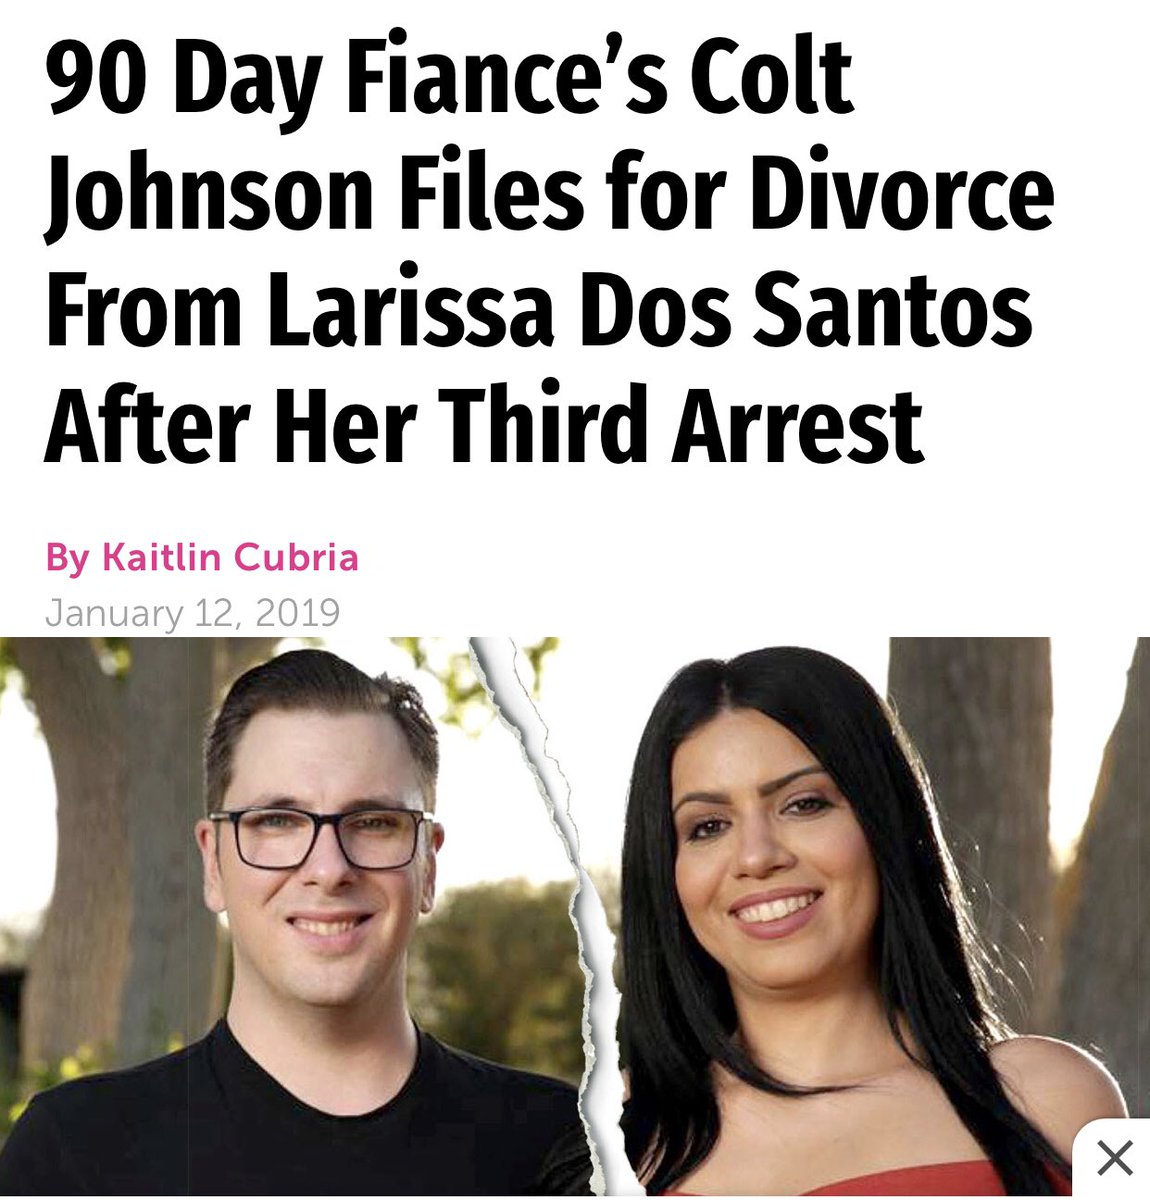 90 Day Fiance’s Colt
Johnson Files for Divorce
From Larissa Dos Santos
After Her Third Arrest
By Kaitlin Cubria
January 12, 2019